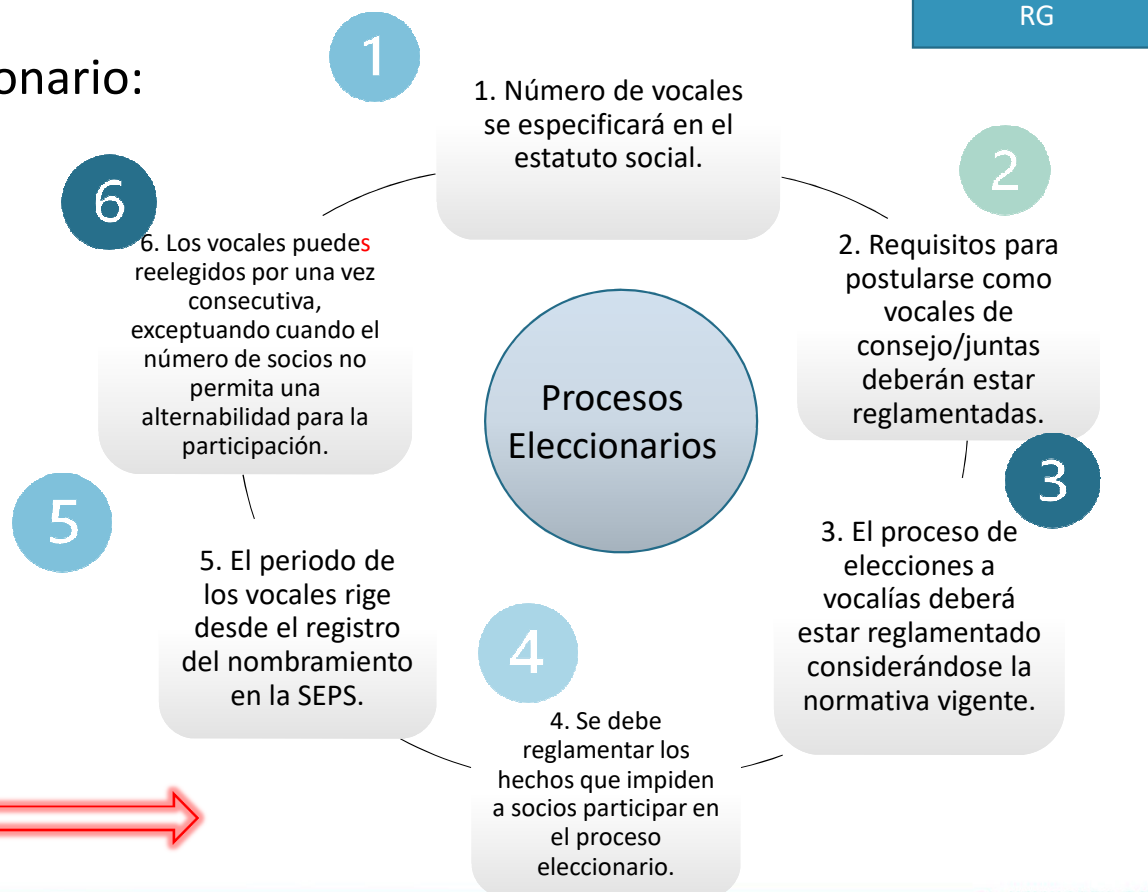 RG
onario:
1
1. Número de vocales
se especificará en el
estatuto social.
2
2. Requisitos para
postularse como
vocales de
consejo/juntas
deberán estar
reglamentadas.
3
3. El proceso de
elecciones a
vocalías deberá
estar reglamentado
considerándose la
normativa vigente.
4
4. Se debe
reglamentar los
hechos que impiden
a socios participar en
el proceso
eleccionario.
5
5. El periodo de
los vocales rige
desde el registro
del nombramiento
en la SEPS.
6
6. Los vocales puedes
reelegidos por una vez
consecutiva,
exceptuando cuando el
número de socios no
permita una
alternabilidad para la
participación.
Procesos
Eleccionarios